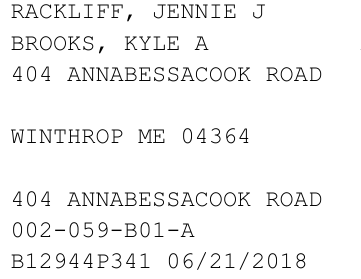 RACKLIFF, JENNIE J
BROOKS, KYLE A
404 ANNABESSACOOK ROAD
WINTHROP ME 04364
404 ANNABESSACOOK ROAD
002-059-B01-A
B12944P341 06/21/2018